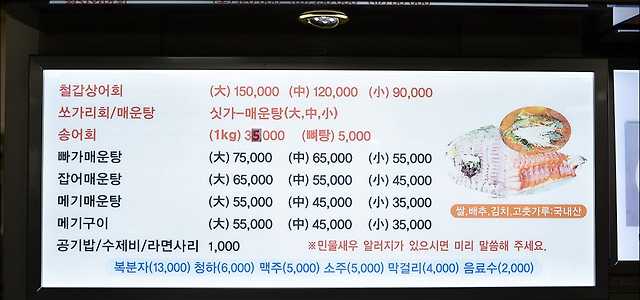 철갑상어회 (大) 150,000 (中) 120,000 (小) 90,000
쏘가리회/매운탕 싯가-매운탕(大,中,小)
송어회 (1kg) 35,000 (뼈탕) 5,000
빠가매운탕 (大) 75,000 (中) 65,000 (小) 55,000
잡어매운탕 (大) 65,000 (中) 55,000 (小) 45,000
메기매운탕 (大) 55,000 (中) 45,000 (小) 35,000
메기구이 (大) 55,000 (中) 45,000 (小) 35,000
공기밥/수제비/라면사리 1,000 ※민물새우 알러지가 있으시면 미리 말씀해 주세요.
쌀,배추,김치,고춧가루:국내산
복분자(13,000) 청하(6,000) 맥주(5,000) 소주(5,000) 막걸리(4,000) 음료수(2,000)